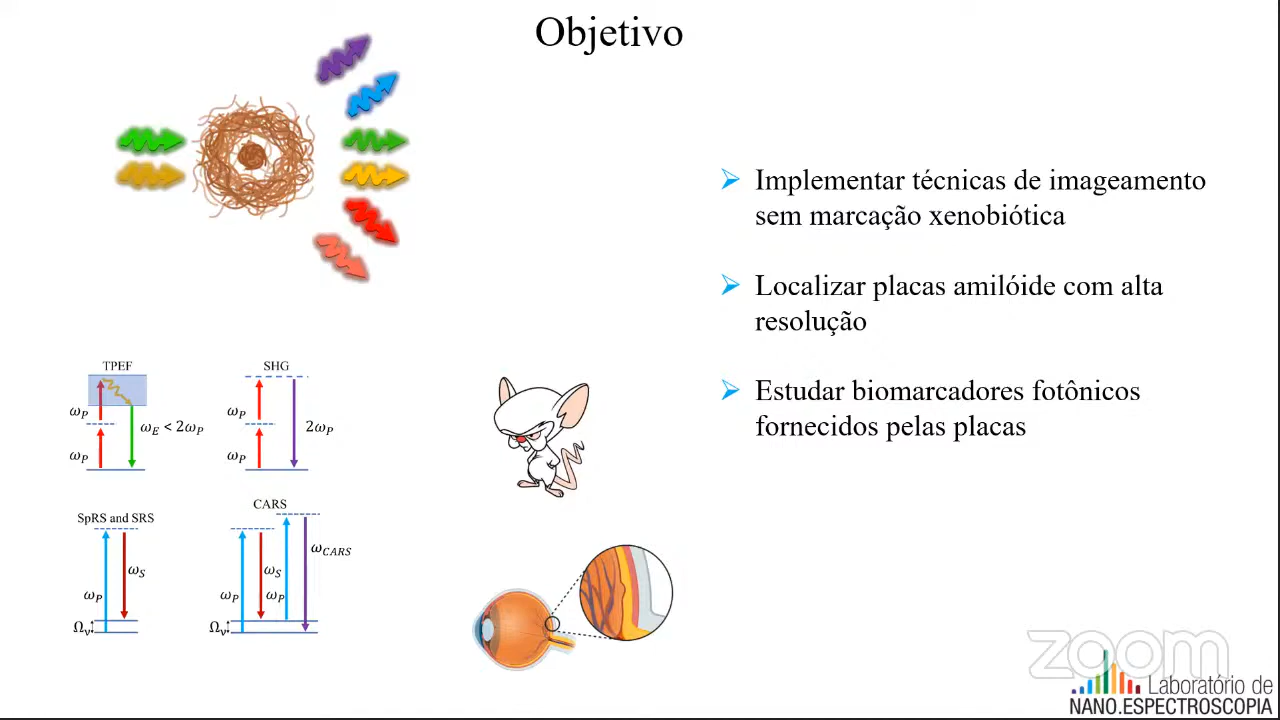 Objetivo
Implementar técnicas de imageamento
sem marcação xenobiótica
Localizar placas amilóide com alta
resolução
Estudar biomarcadores fotônicos
fornecidos pelas placas
TPEF
ω_P
ω_E < 2ω_P
ω_P
SHG
ω_P
2ω_P
ω_P
SpRS and SRS
ω_S
ω_P
Ω_ν
CARS
ω_CARS
ω_S
ω_P
ω_P
Ω_ν
zoom
Laboratório de
NANO.ESPECTROSCOPIA